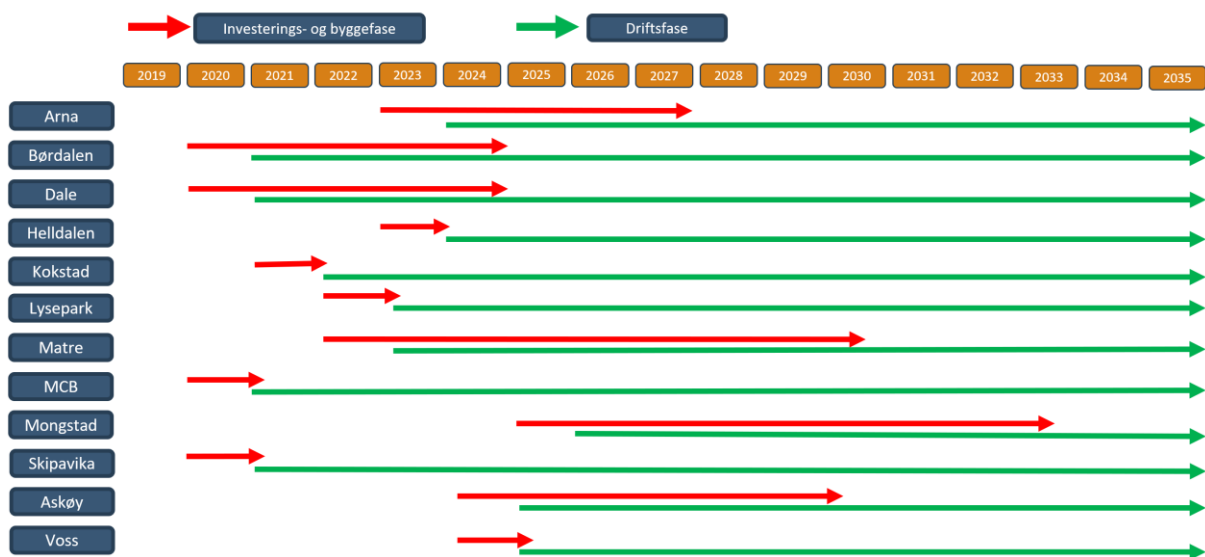 Investerings- og byggefase
Driftsfase
2019 2020 2021 2022 2023 2024 2025 2026 2027 2028 2029 2030 2031 2032 2033 2034 2035
Arna
Børdalen
Dale
Helldalen
Kokstad
Lysepark
Matre
MCB
Mongstad
Skipavika
Askøy
Voss